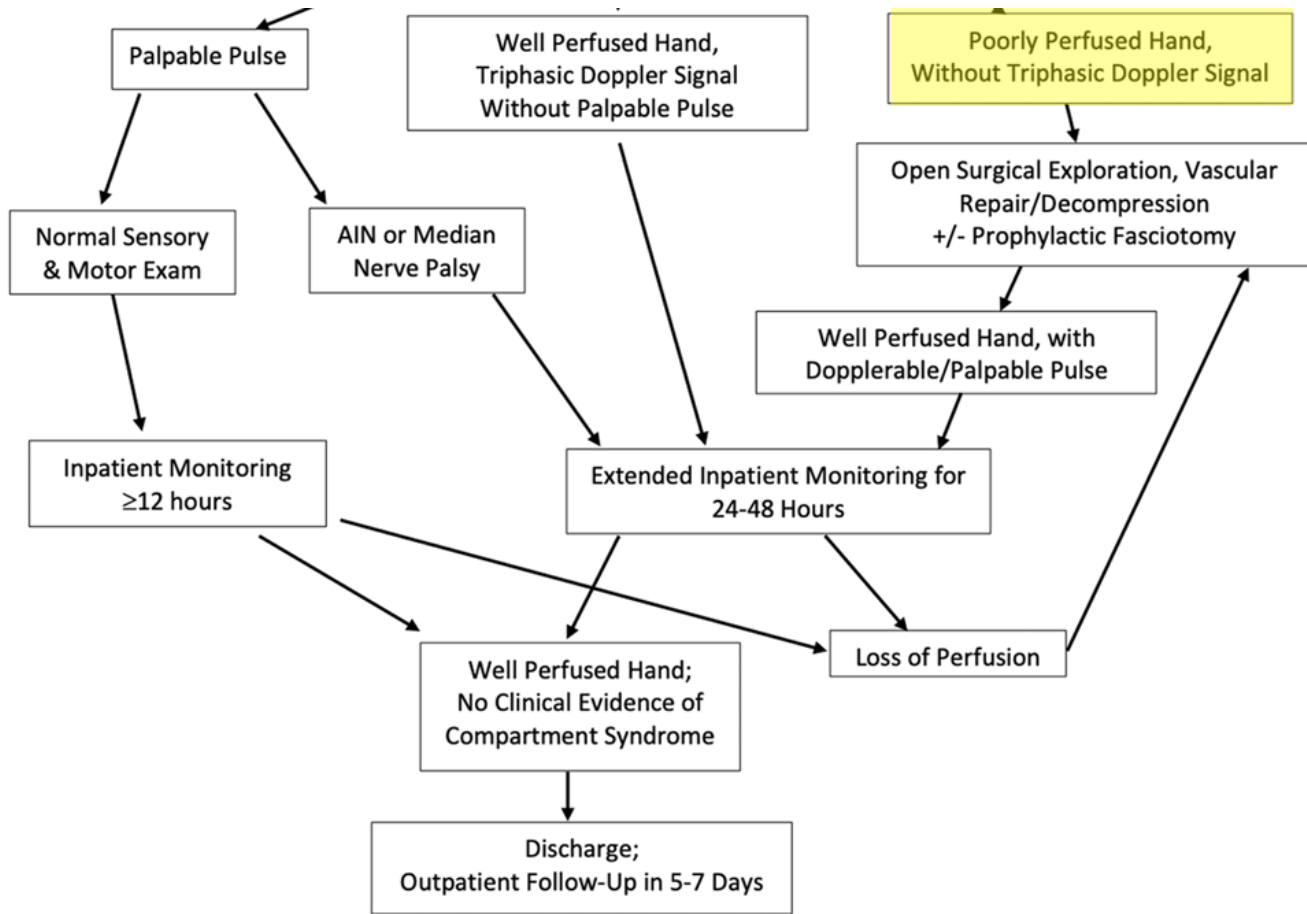 Palpable Pulse
Well Perfused Hand,
Triphasic Doppler Signal
Without Palpable Pulse
Poorly Perfused Hand,
Without Triphasic Doppler Signal
Normal Sensory
& Motor Exam
AIN or Median
Nerve Palsy
Open Surgical Exploration, Vascular
Repair/Decompression
+/- Prophylactic Fasciotomy
Well Perfused Hand, with
Dopplerable/Palpable Pulse
Inpatient Monitoring
≥12 hours
Extended Inpatient Monitoring for
24-48 Hours
Well Perfused Hand;
No Clinical Evidence of
Compartment Syndrome
Loss of Perfusion
Discharge;
Outpatient Follow-Up in 5-7 Days